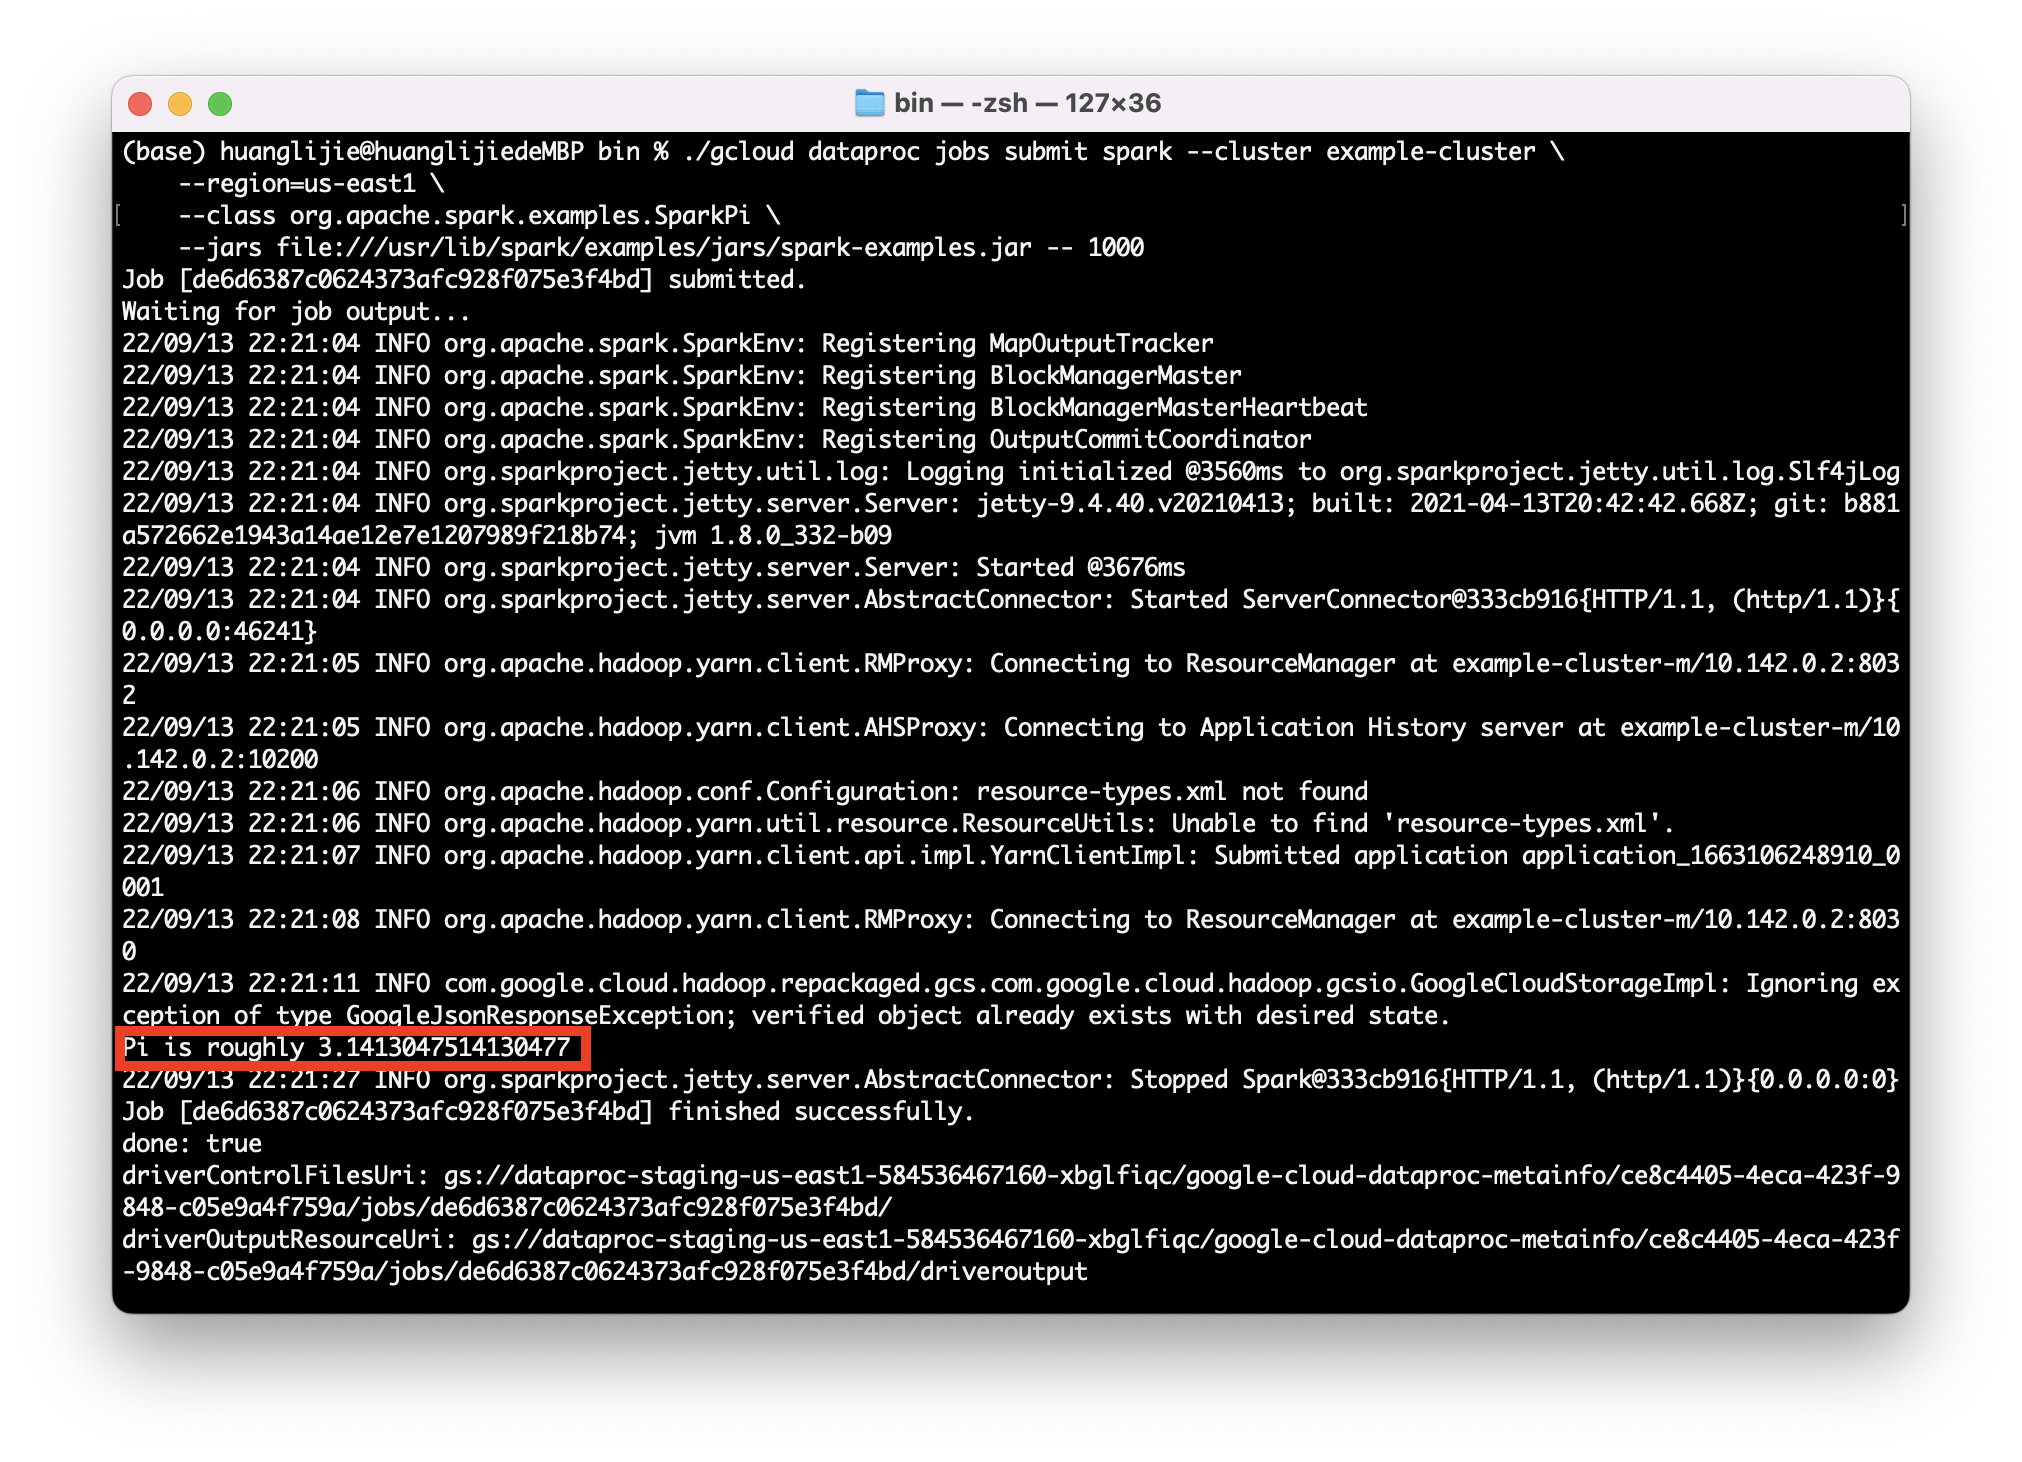 bin — -zsh — 127×36
(base) huanglijie@huanglijiedeMBP bin % ./gcloud dataproc jobs submit spark --cluster example-cluster \
    --region=us-east1 \
[    --class org.apache.spark.examples.SparkPi \ ]
    --jars file:///usr/lib/spark/examples/jars/spark-examples.jar -- 1000
Job [de6d6387c0624373afc928f075e3f4bd] submitted.
Waiting for job output...
22/09/13 22:21:04 INFO org.apache.spark.SparkEnv: Registering MapOutputTracker
22/09/13 22:21:04 INFO org.apache.spark.SparkEnv: Registering BlockManagerMaster
22/09/13 22:21:04 INFO org.apache.spark.SparkEnv: Registering BlockManagerMasterHeartbeat
22/09/13 22:21:04 INFO org.apache.spark.SparkEnv: Registering OutputCommitCoordinator
22/09/13 22:21:04 INFO org.sparkproject.jetty.util.log: Logging initialized @3560ms to org.sparkproject.jetty.util.log.Slf4jLog
22/09/13 22:21:04 INFO org.sparkproject.jetty.server.Server: jetty-9.4.40.v20210413; built: 2021-04-13T20:42:42.668Z; git: b881
a572662e1943a14ae12e7e1207989f218b74; jvm 1.8.0_332-b09
22/09/13 22:21:04 INFO org.sparkproject.jetty.server.Server: Started @3676ms
22/09/13 22:21:04 INFO org.sparkproject.jetty.server.AbstractConnector: Started ServerConnector@333cb916{HTTP/1.1, (http/1.1)}{
0.0.0.0:46241}
22/09/13 22:21:05 INFO org.apache.hadoop.yarn.client.RMProxy: Connecting to ResourceManager at example-cluster-m/10.142.0.2:803
2
22/09/13 22:21:05 INFO org.apache.hadoop.yarn.client.AHSProxy: Connecting to Application History server at example-cluster-m/10
.142.0.2:10200
22/09/13 22:21:06 INFO org.apache.hadoop.conf.Configuration: resource-types.xml not found
22/09/13 22:21:06 INFO org.apache.hadoop.yarn.util.resource.ResourceUtils: Unable to find 'resource-types.xml'.
22/09/13 22:21:07 INFO org.apache.hadoop.yarn.client.api.impl.YarnClientImpl: Submitted application application_1663106248910_0
001
22/09/13 22:21:08 INFO org.apache.hadoop.yarn.client.RMProxy: Connecting to ResourceManager at example-cluster-m/10.142.0.2:803
0
22/09/13 22:21:11 INFO com.google.cloud.hadoop.repackaged.gcs.com.google.cloud.hadoop.gcsio.GoogleCloudStorageImpl: Ignoring ex
ception of type GoogleJsonResponseException; verified object already exists with desired state.
Pi is roughly 3.1413047514130477
22/09/13 22:21:27 INFO org.sparkproject.jetty.server.AbstractConnector: Stopped Spark@333cb916{HTTP/1.1, (http/1.1)}{0.0.0.0:0}
Job [de6d6387c0624373afc928f075e3f4bd] finished successfully.
done: true
driverControlFilesUri: gs://dataproc-staging-us-east1-584536467160-xbglfiqc/google-cloud-dataproc-metainfo/ce8c4405-4eca-423f-9
848-c05e9a4f759a/jobs/de6d6387c0624373afc928f075e3f4bd/
driverOutputResourceUri: gs://dataproc-staging-us-east1-584536467160-xbglfiqc/google-cloud-dataproc-metainfo/ce8c4405-4eca-423f
-9848-c05e9a4f759a/jobs/de6d6387c0624373afc928f075e3f4bd/driveroutput